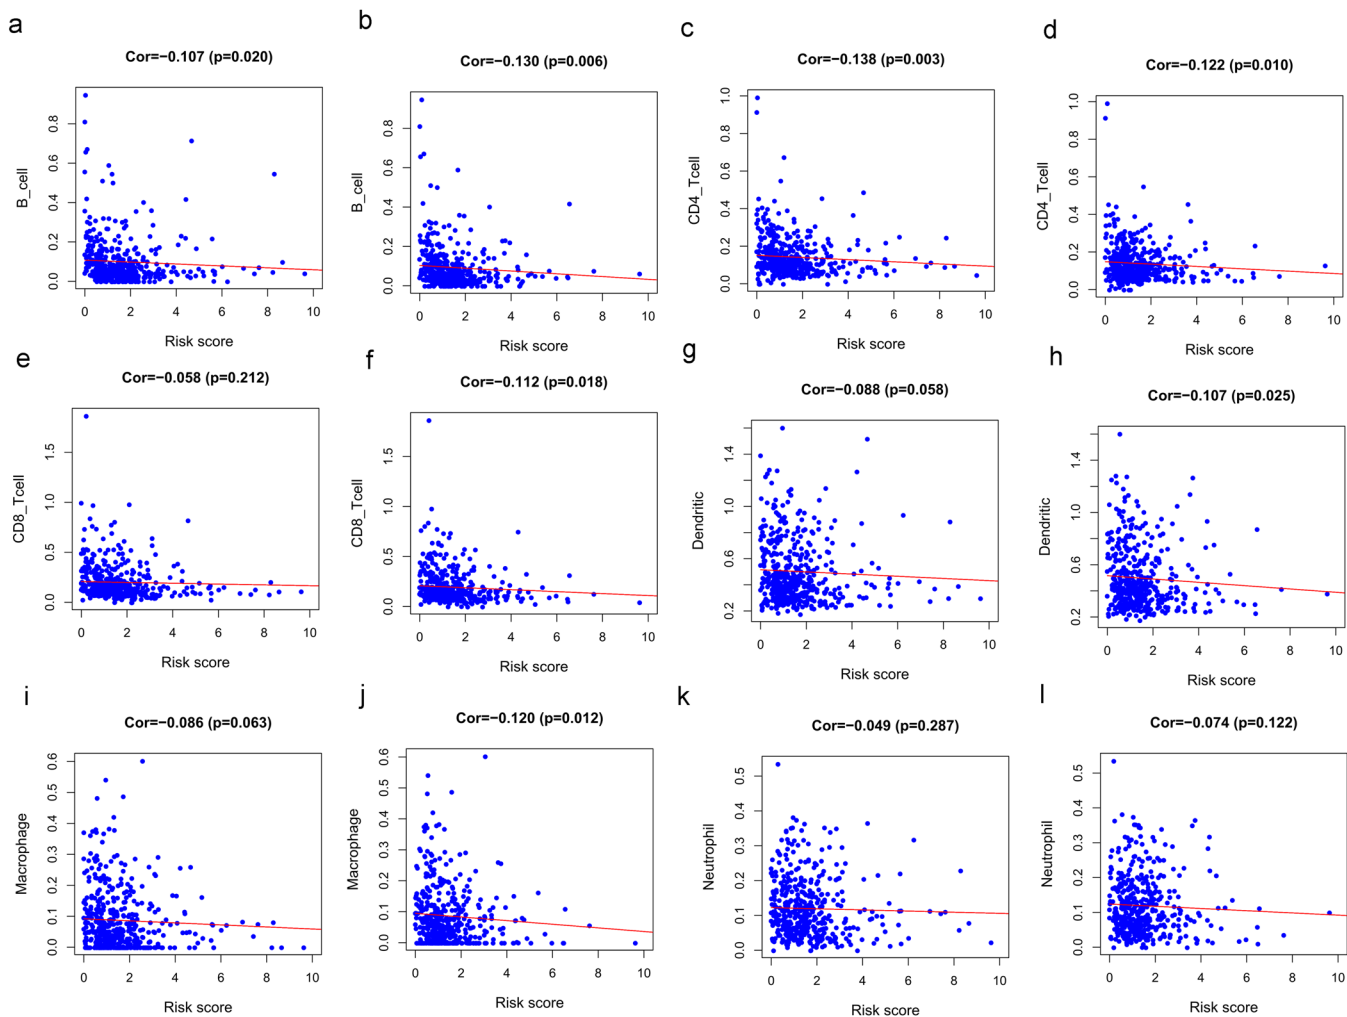 a
Cor=−0.107 (p=0.020)
B_cell
0.0 0.2 0.4 0.6 0.8
0 2 4 6 8 10
Risk score
b
Cor=−0.130 (p=0.006)
B_cell
0.0 0.2 0.4 0.6 0.8
0 2 4 6 8 10
Risk score
c
Cor=−0.138 (p=0.003)
CD4_Tcell
0.0 0.2 0.4 0.6 0.8 1.0
0 2 4 6 8 10
Risk score
d
Cor=−0.122 (p=0.010)
CD4_Tcell
0.0 0.2 0.4 0.6 0.8 1.0
0 2 4 6 8 10
Risk score
e
Cor=−0.058 (p=0.212)
CD8_Tcell
0.0 0.5 1.0 1.5
0 2 4 6 8 10
Risk score
f
Cor=−0.112 (p=0.018)
CD8_Tcell
0.0 0.5 1.0 1.5
0 2 4 6 8 10
Risk score
g
Cor=−0.088 (p=0.058)
Dendritic
0.2 0.6 1.0 1.4
0 2 4 6 8 10
Risk score
h
Cor=−0.107 (p=0.025)
Dendritic
0.2 0.6 1.0 1.4
0 2 4 6 8 10
Risk score
i
Cor=−0.086 (p=0.063)
Macrophage
0.0 0.1 0.2 0.3 0.4 0.5 0.6
0 2 4 6 8 10
Risk score
j
Cor=−0.120 (p=0.012)
Macrophage
0.0 0.1 0.2 0.3 0.4 0.5 0.6
0 2 4 6 8 10
Risk score
k
Cor=−0.049 (p=0.287)
Neutrophil
0.0 0.1 0.2 0.3 0.4 0.5
0 2 4 6 8 10
Risk score
l
Cor=−0.074 (p=0.122)
Neutrophil
0.0 0.1 0.2 0.3 0.4 0.5
0 2 4 6 8 10
Risk score